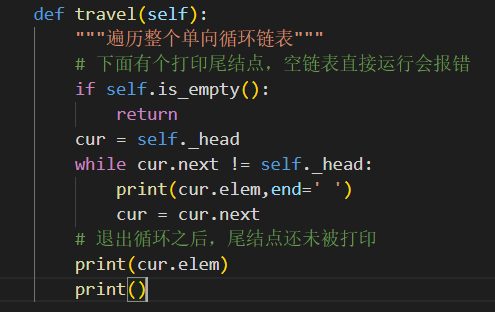 def travel(self):
    """遍历整个单向循环链表"""
    # 下面有个打印尾结点，空链表直接运行会报错
    if self.is_empty():
        return
    cur = self._head
    while cur.next != self._head:
        print(cur.elem,end=' ')
        cur = cur.next
    # 退出循环之后，尾结点还未被打印
    print(cur.elem)
    print()